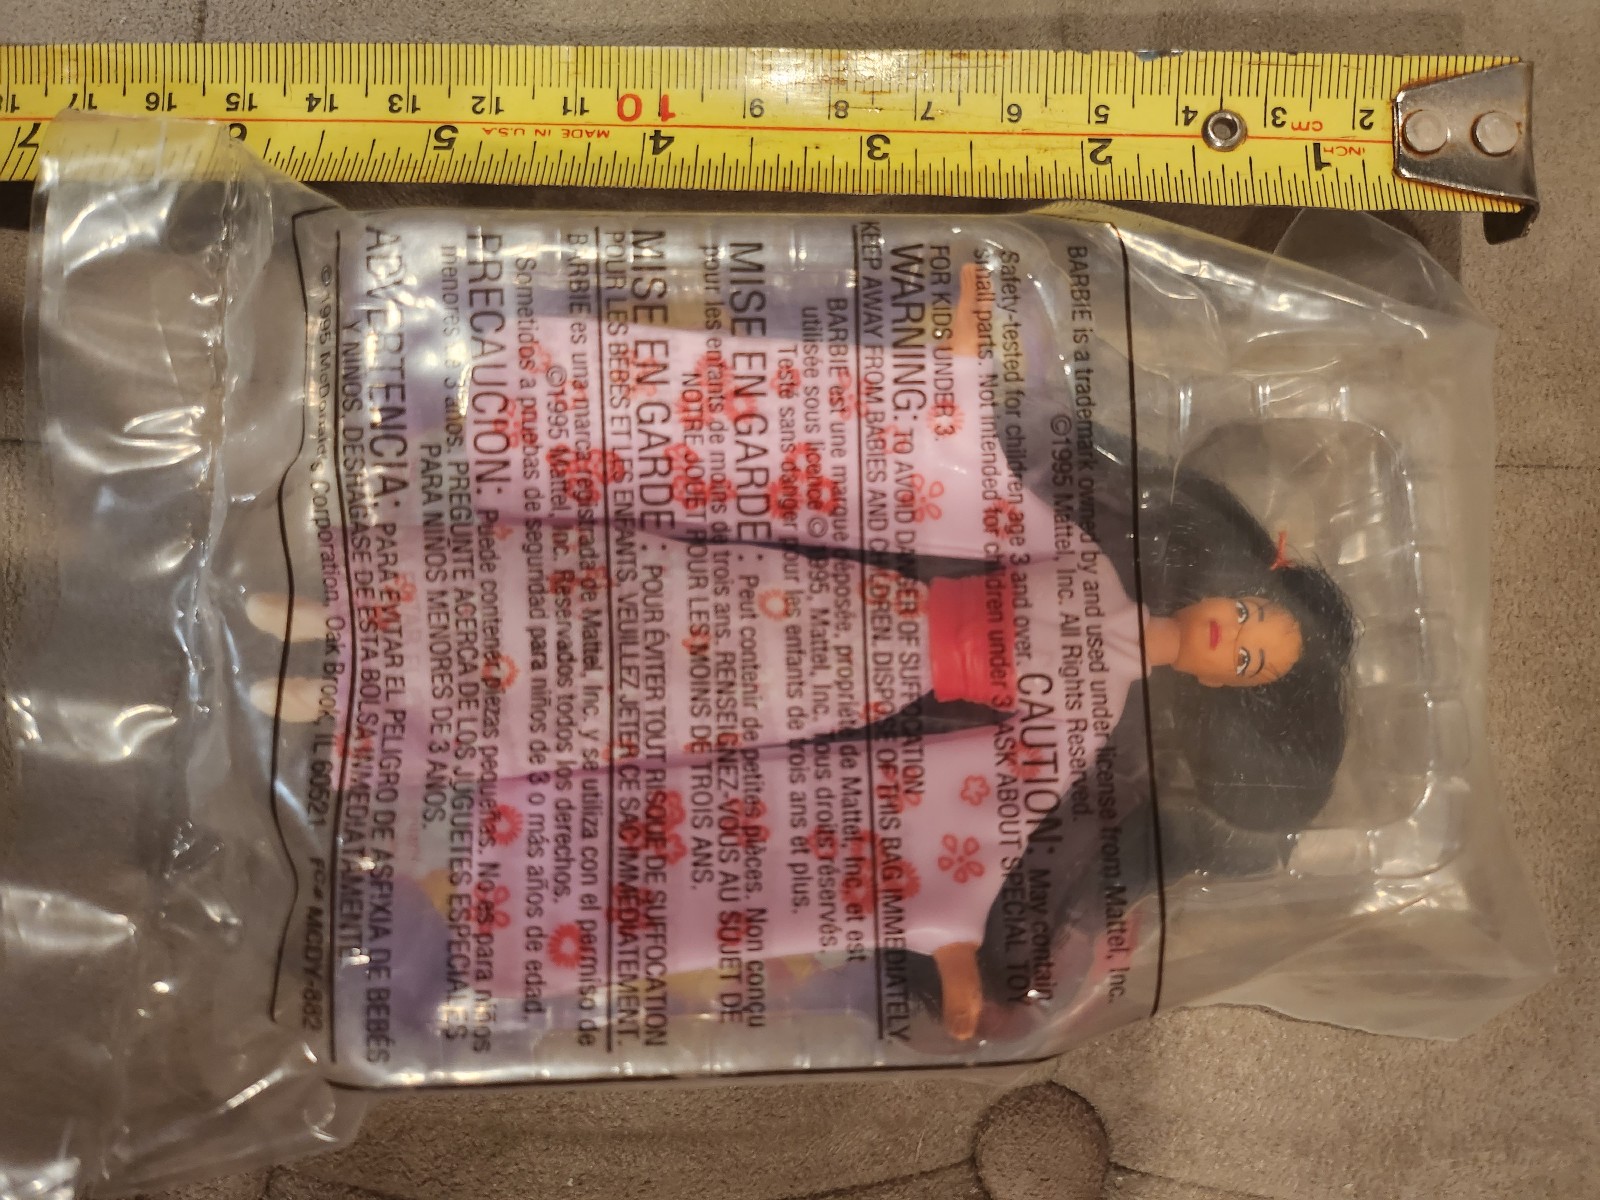 BARBIE is a trademark owned by and used under license from Mattel, Inc.
©1995 Mattel, Inc. All Rights Reserved.
CAUTION: May contain
small parts. Not intended for children under 3. ASK ABOUT SPECIAL TOY
Safety-tested for children age 3 and over.
FOR KIDS UNDER 3.
WARNING: TO AVOID DANGER OF SUFFOCATION
KEEP AWAY FROM BABIES AND CHILDREN. DISPOSE OF THIS BAG IMMEDIATELY.
BARBIE est une marque déposée, propriété de Mattel, Inc., et est
utilisée sous licence ©1995, Mattel, Inc. Tous droits réservés.
Testé sans danger pour les enfants de trois ans et plus.
MISE EN GARDE: Peut contenir de petites pièces. Non conçu
pour les enfants de moins de trois ans. RENSEIGNEZ-VOUS AU SUJET DE
NOTRE JOUET POUR LES MOINS DE TROIS ANS.
MISE EN GARDE: POUR ÉVITER TOUT RISQUE DE SUFFOCATION
POUR LES BÉBÉS ET LES ENFANTS, VEUILLEZ JETER CE SAC IMMÉDIATEMENT.
BARBIE es una marca registrada de Mattel, Inc. y se utiliza con el permiso de
©1995 Mattel, Inc. Reservados todos los derechos.
Sometidos a pruebas de seguridad para niños de 3 o más años de edad.
PRECAUCION: Puede contener piezas pequeñas. No es para niños
menores de 3 años. PREGUNTE ACERCA DE LOS JUGUETES ESPECIALES
PARA NIÑOS MENORES DE 3 AÑOS.
ADVERTENCIA: PARA EVITAR EL PELIGRO DE ASFIXIA DE BEBÉS
Y NIÑOS, DESHÁGASE DE ESTA BOLSA INMEDIATAMENTE.
© 1995 McDonald's Corporation, Oak Brook, IL 60521 MCDY-882
2 cm 3 4 5 6 7 8 9 10 11 12 13 14 15 16 17 18
INCH 1 2 3 4 MADE IN U.S.A. 5 6 7